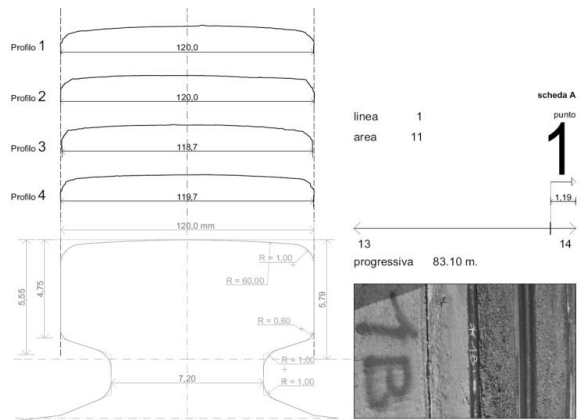 Profilo 1
120,0
Profilo 2
120,0
Profilo 3
118,7
Profilo 4
119,7
120,0 mm
R = 1,00
R = 60,00
5,55
4,75
5,79
R = 0,60
R = 1,00
7,20
R = 1,00
scheda A
linea 1
punto
area 11
1
1,19
13
14
progressiva 83.10 m.
1B